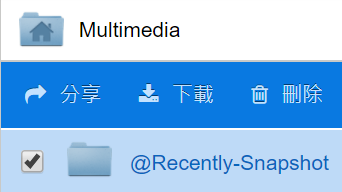 Multimedia
分享 下載 刪除
@Recently-Snapshot